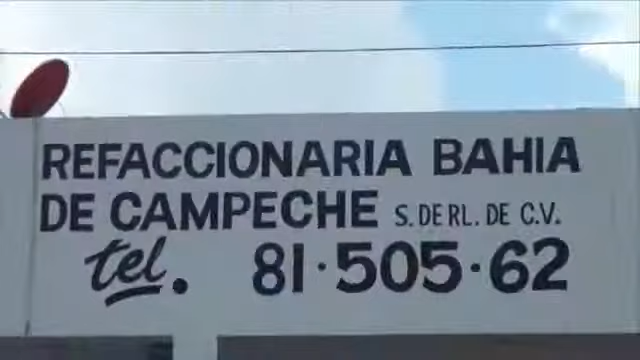 REFACCIONARIA BAHIA
DE CAMPECHE S. DE RL. DE C.V.
tel. 81·505·62